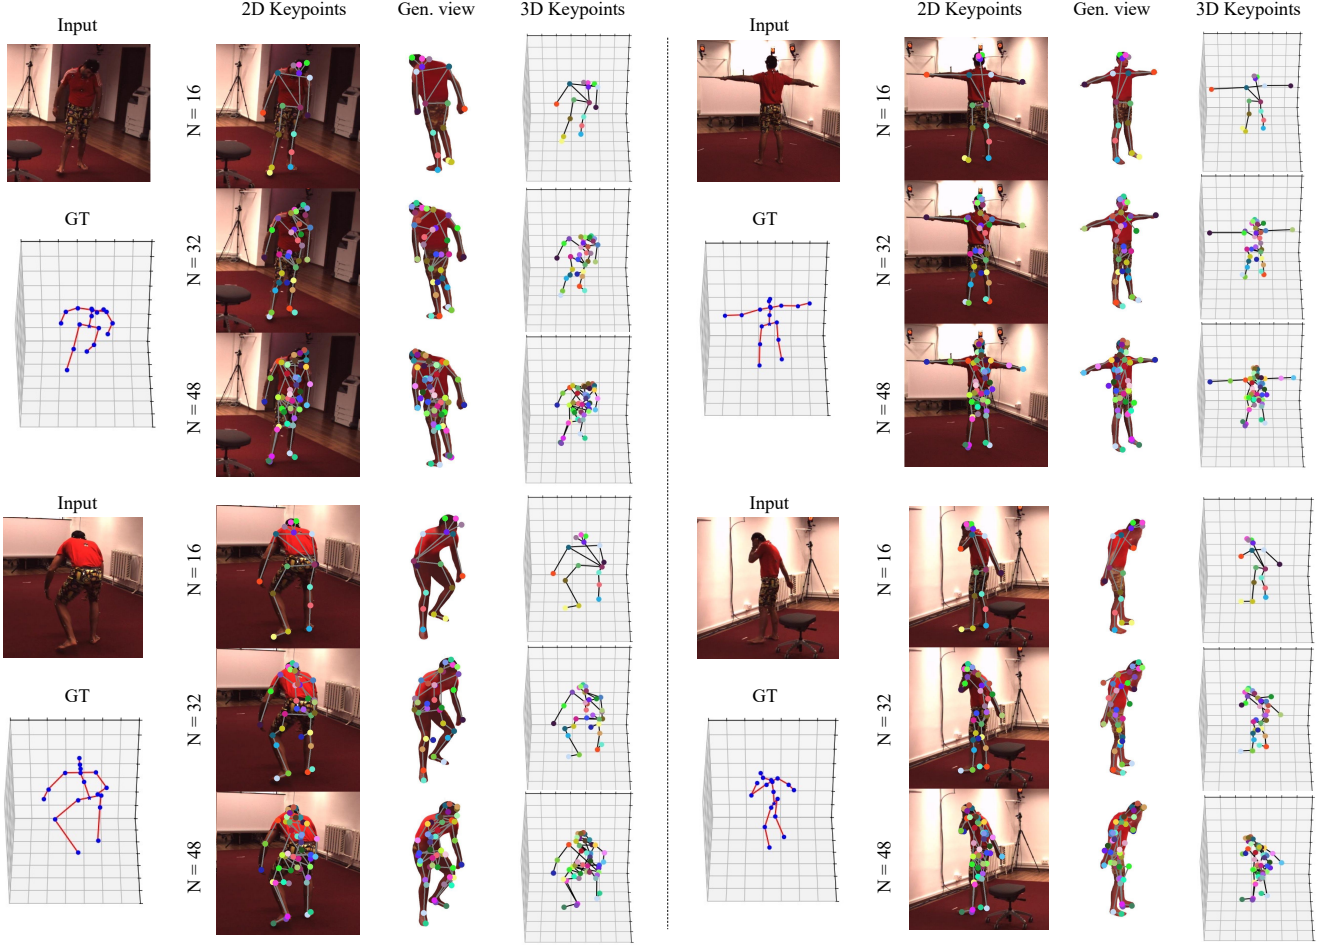 2D Keypoints Gen. view 3D Keypoints
Input
N = 16
GT
N = 32
N = 48
2D Keypoints Gen. view 3D Keypoints
Input
N = 16
GT
N = 32
N = 48
Input
N = 16
GT
N = 32
N = 48
Input
N = 16
GT
N = 32
N = 48